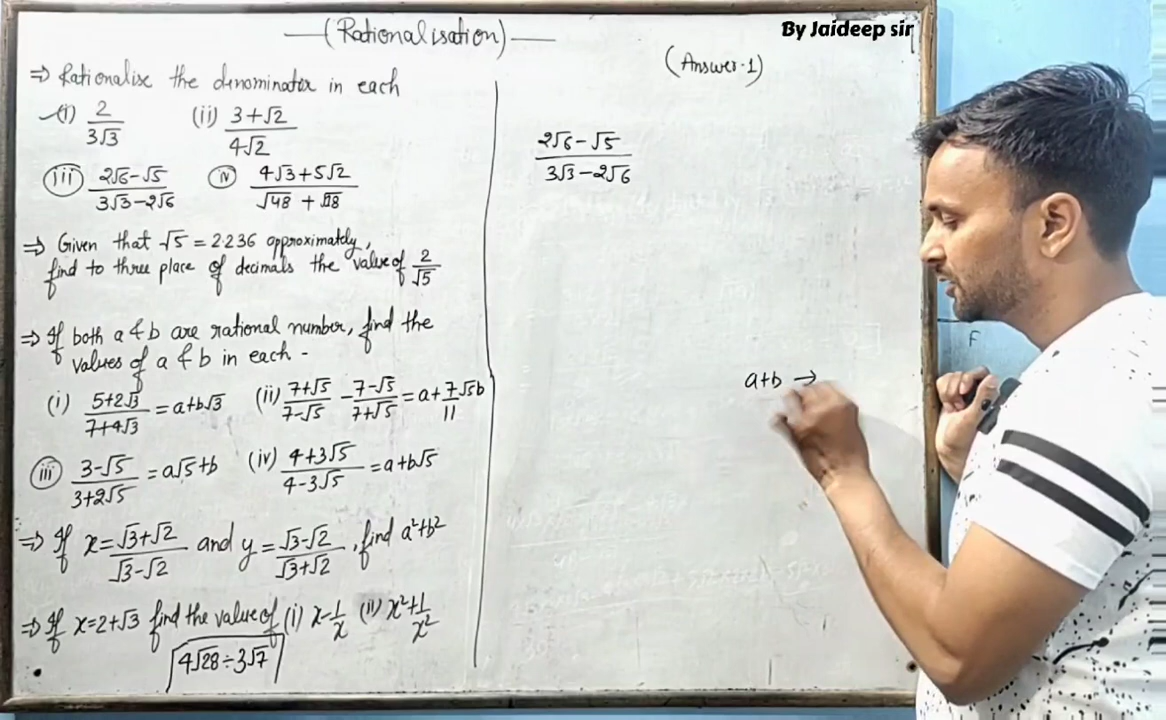 By Jaideep sir
(Rationalisation)
(Answer-1)
⇒ Rationalise the dinominator in each
(i) 2/3√3 (ii) (3+√2)/4√2
(iii) (2√6-√5)/(3√3-2√6) (iv) (4√3+5√2)/(√48+√18)
⇒ Given that √5 = 2.236 approximately,
find to three place of decimals the value of 2/√5
⇒ If both a & b are rational number, find the
values of a & b in each -
(i) (5+2√3)/(7+4√3) = a+b√3 (ii) (7+√5)/(7-√5) - (7-√5)/(7+√5) = a+7√5b/11
(iii) (3-√5)/(3+2√5) = a√5+b (iv) (4+3√5)/(4-3√5) = a+b√5
⇒ If x = (√3+√2)/(√3-√2) and y = (√3-√2)/(√3+√2), find a²+b²
⇒ If x=2+√3 find the value of (i) x-1/x (ii) x²+1/x²
4√28÷3√7
(2√6-√5)/(3√3-2√6)
a+b →
F